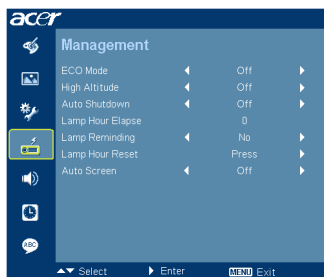 acer
Management
ECO Mode Off
High Altitude Off
Auto Shutdown Off
Lamp Hour Elapse 0
Lamp Reminding No
Lamp Hour Reset Press
Auto Screen Off
ABC
Select Enter MENU Exit